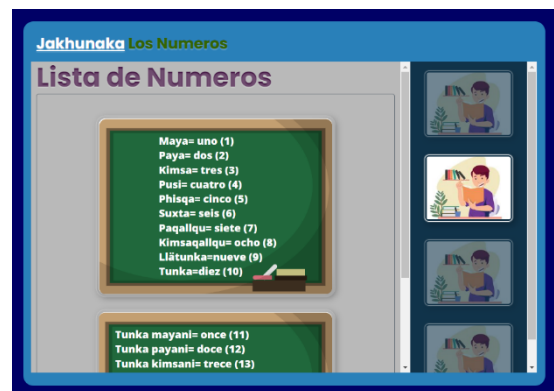 Jakhunaka Los Numeros
Lista de Numeros
Maya= uno (1)
Paya= dos (2)
Kimsa= tres (3)
Pusi= cuatro (4)
Phisqa= cinco (5)
Suxta= seis (6)
Paqallqu= siete (7)
Kimsaqallqu= ocho (8)
Llätunka=nueve (9)
Tunka=diez (10)
Tunka mayani= once (11)
Tunka payani= doce (12)
Tunka kimsani= trece (13)